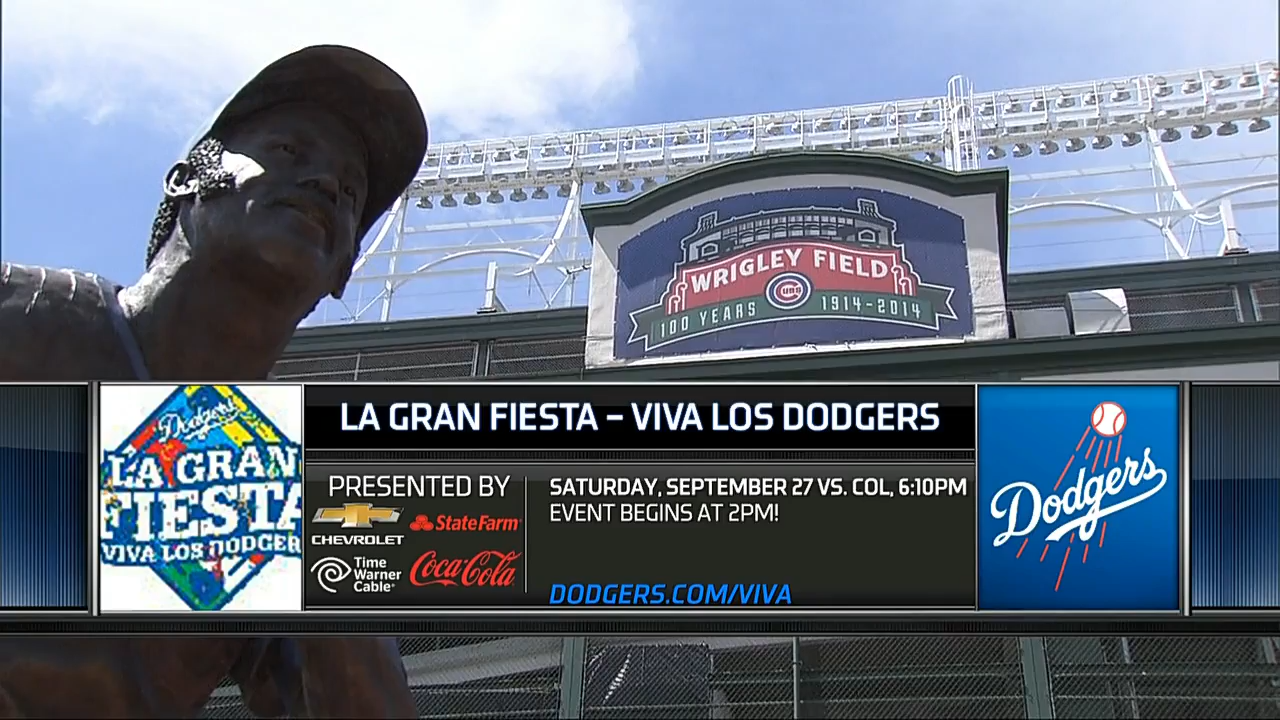 WRIGLEY FIELD
CUBS
100 YEARS 1914-2014
LA GRAN FIESTA – VIVA LOS DODGERS
Dodgers
LA GRAN
FIESTA
VIVA LOS DODGER
PRESENTED BY
CHEVROLET
StateFarm
Time
Warner
Cable
Coca-Cola
SATURDAY, SEPTEMBER 27 VS. COL, 6:10PM
EVENT BEGINS AT 2PM!
DODGERS.COM/VIVA
Dodgers